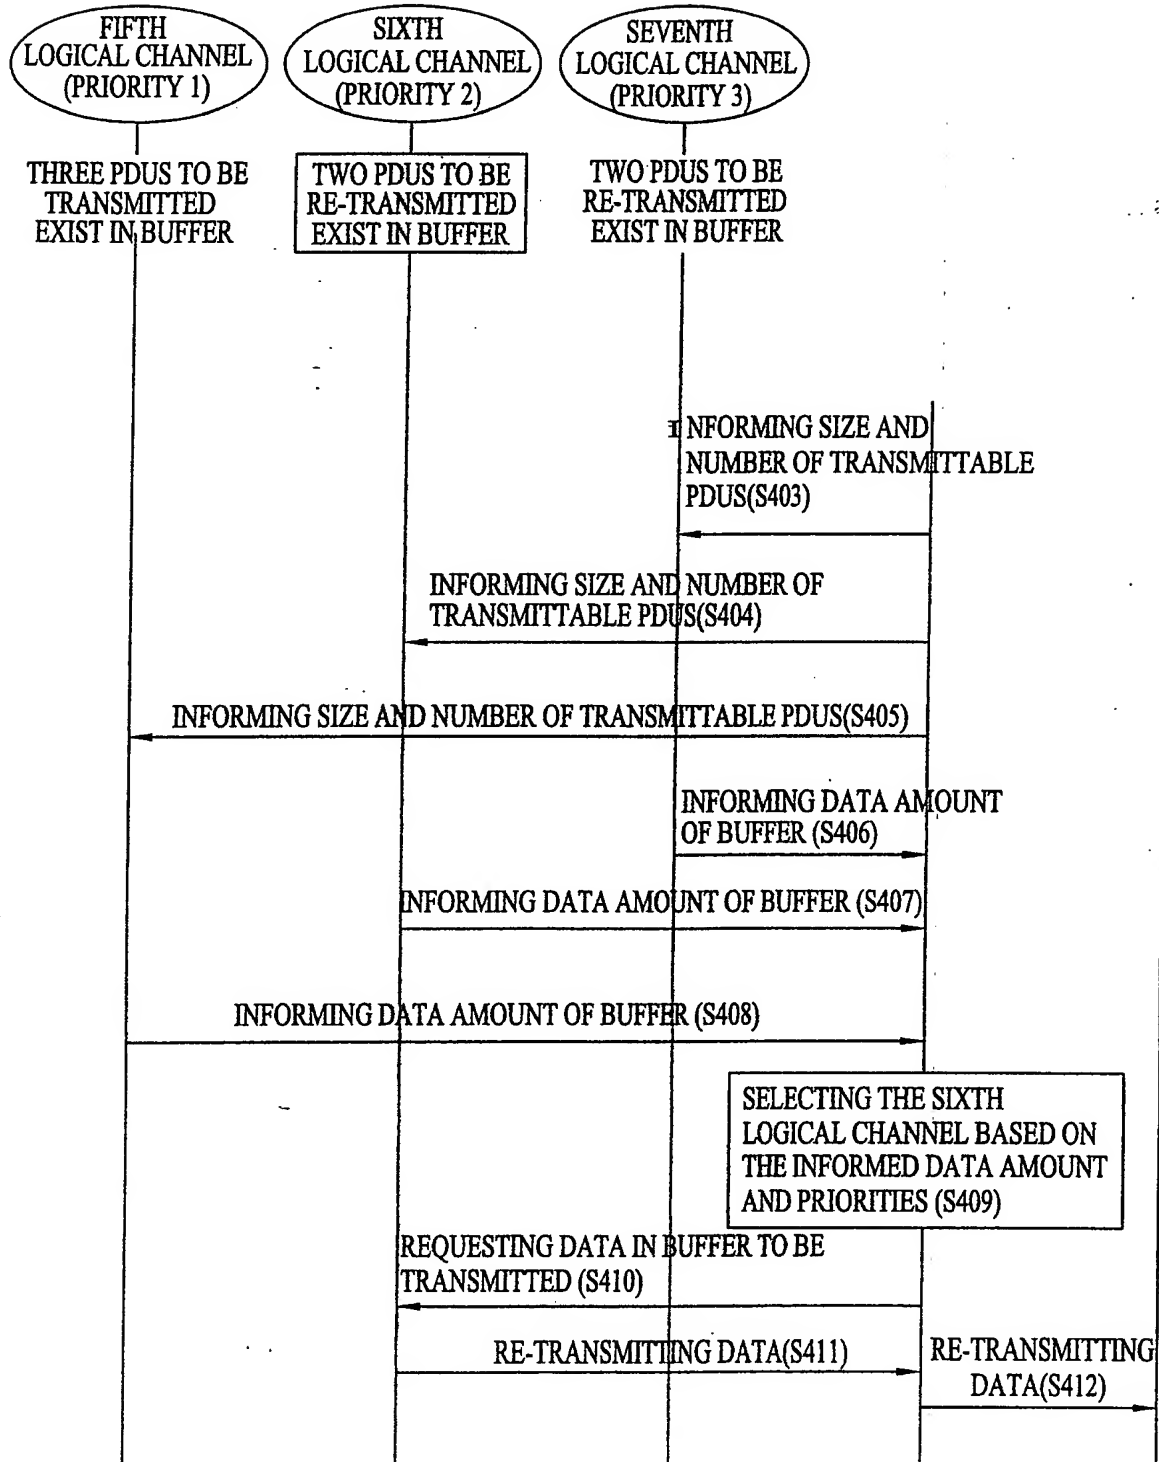 FIFTH
LOGICAL CHANNEL
(PRIORITY 1)
SIXTH
LOGICAL CHANNEL
(PRIORITY 2)
SEVENTH
LOGICAL CHANNEL
(PRIORITY 3)
THREE PDUS TO BE
TRANSMITTED
EXIST IN BUFFER
TWO PDUS TO BE
RE-TRANSMITTED
EXIST IN BUFFER
TWO PDUS TO BE
RE-TRANSMITTED
EXIST IN BUFFER
INFORMING SIZE AND
NUMBER OF TRANSMITTABLE
PDUS(S403)
INFORMING SIZE AND NUMBER OF
TRANSMITTABLE PDUS(S404)
INFORMING SIZE AND NUMBER OF TRANSMITTABLE PDUS(S405)
INFORMING DATA AMOUNT
OF BUFFER (S406)
INFORMING DATA AMOUNT OF BUFFER (S407)
INFORMING DATA AMOUNT OF BUFFER (S408)
SELECTING THE SIXTH
LOGICAL CHANNEL BASED ON
THE INFORMED DATA AMOUNT
AND PRIORITIES (S409)
REQUESTING DATA IN BUFFER TO BE
TRANSMITTED (S410)
RE-TRANSMITTING DATA(S411)
RE-TRANSMITTING
DATA(S412)